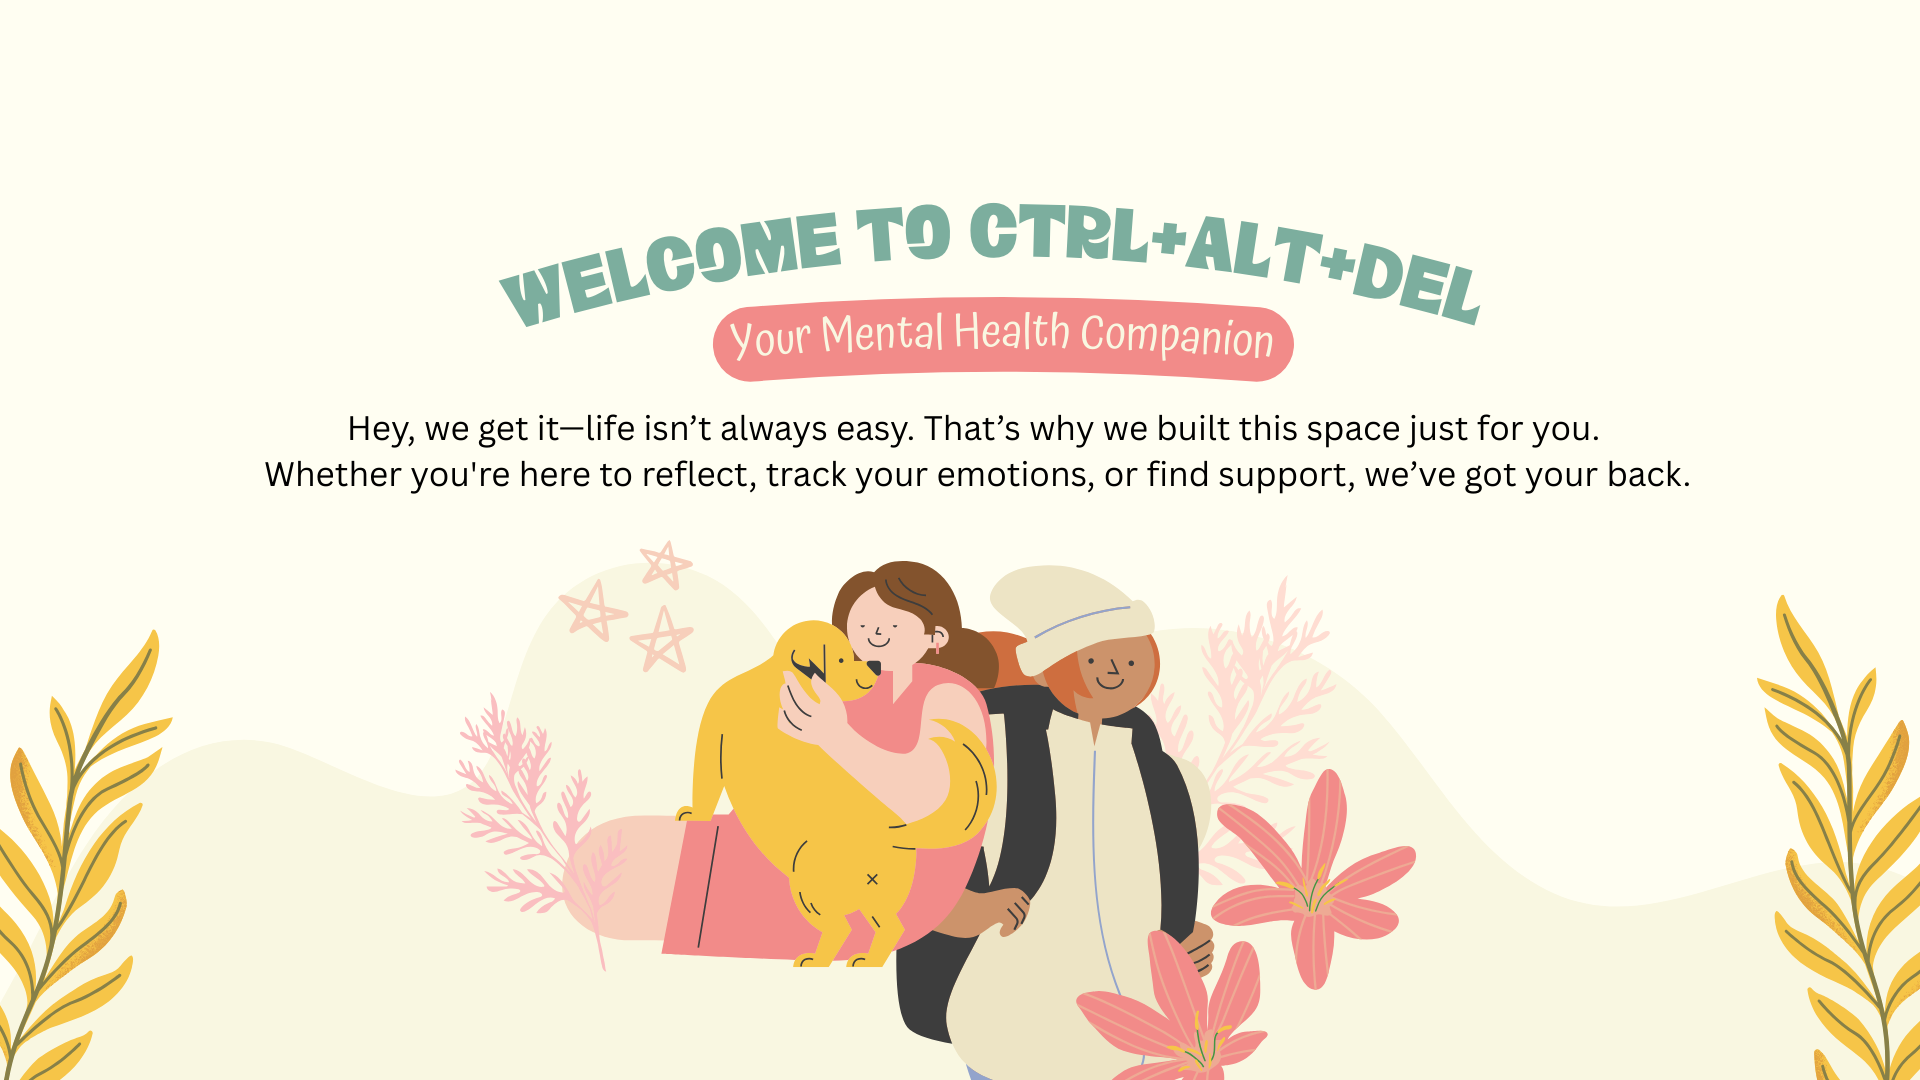 WELCOME TO CTRL+ALT+DEL
Your Mental Health Companion
Hey, we get it—life isn’t always easy. That’s why we built this space just for you.
Whether you're here to reflect, track your emotions, or find support, we’ve got your back.